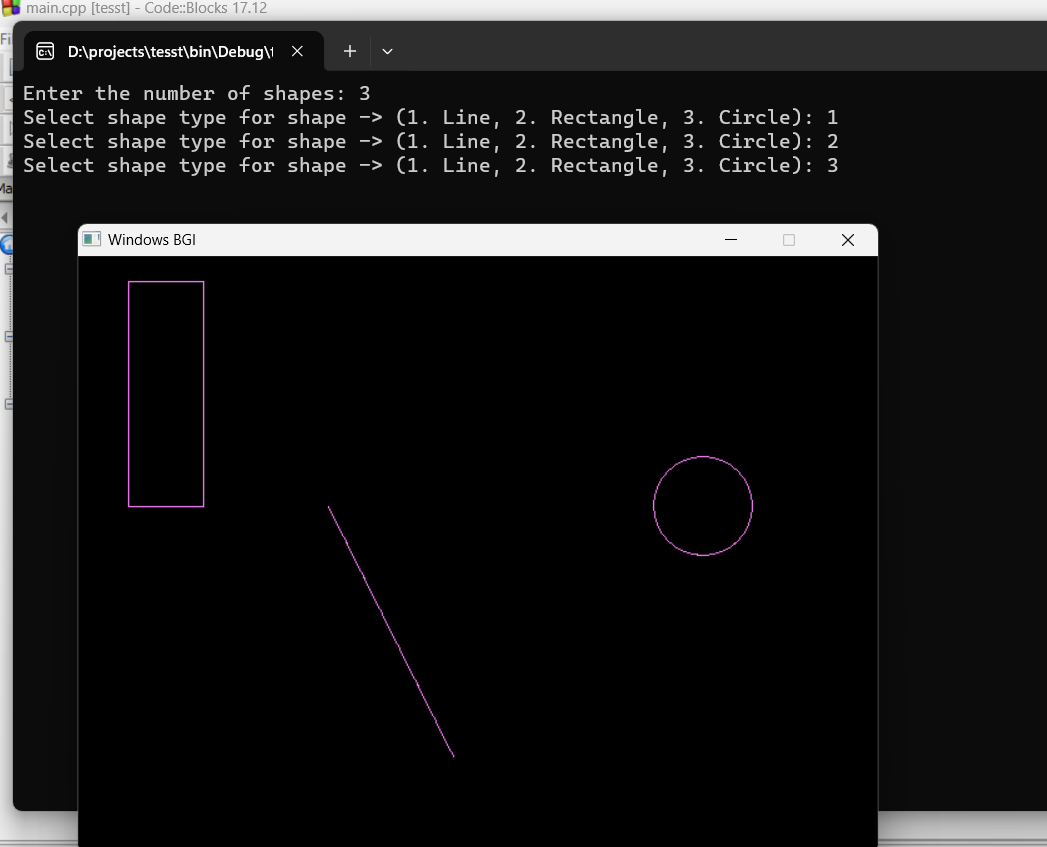 main.cpp [tesst] - Code::Blocks 17.12
D:\projects\tesst\bin\Debug\t
Enter the number of shapes: 3
Select shape type for shape -> (1. Line, 2. Rectangle, 3. Circle): 1
Select shape type for shape -> (1. Line, 2. Rectangle, 3. Circle): 2
Select shape type for shape -> (1. Line, 2. Rectangle, 3. Circle): 3
Windows BGI